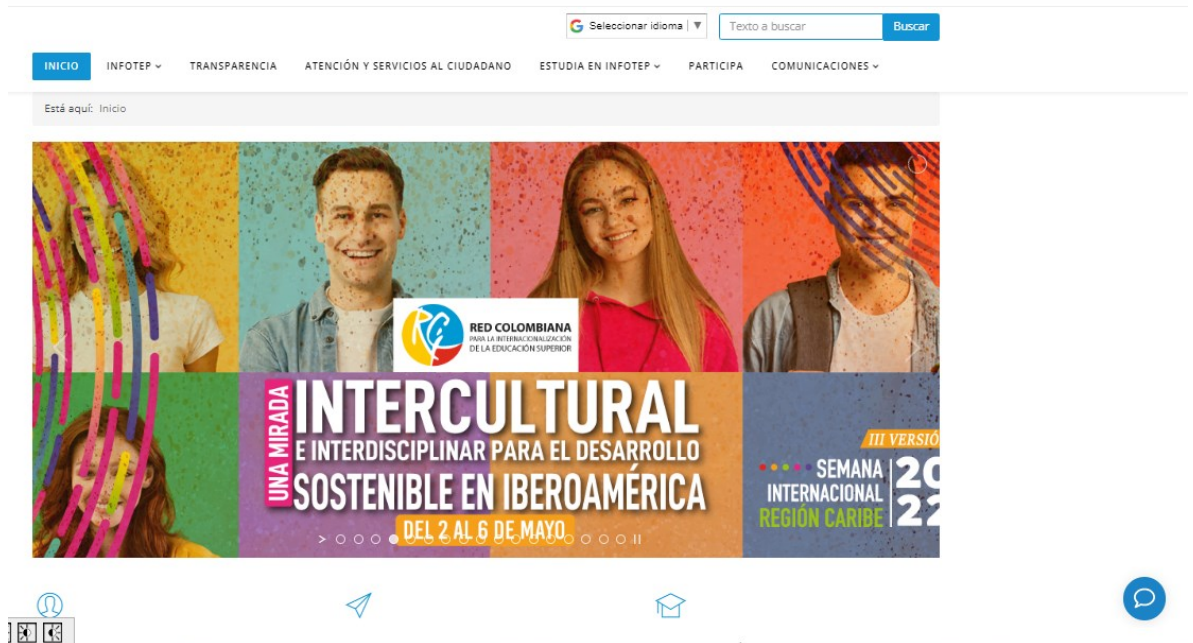 Seleccionar idioma ▼
Texto a buscar
Buscar
INICIO
INFOTEP
TRANSPARENCIA
ATENCIÓN Y SERVICIOS AL CIUDADANO
ESTUDIA EN INFOTEP
PARTICIPA
COMUNICACIONES
Está aquí: Inicio
RED COLOMBIANA
PARA LA INTERNACIONALIZACIÓN
DE LA EDUCACIÓN SUPERIOR
UNA MIRADA
INTERCULTURAL
E INTERDISCIPLINAR PARA EL DESARROLLO
SOSTENIBLE EN IBEROAMÉRICA
DEL 2 AL 6 DE MAYO
III VERSIÓ
SEMANA
INTERNACIONAL
REGIÓN CARIBE
20
22